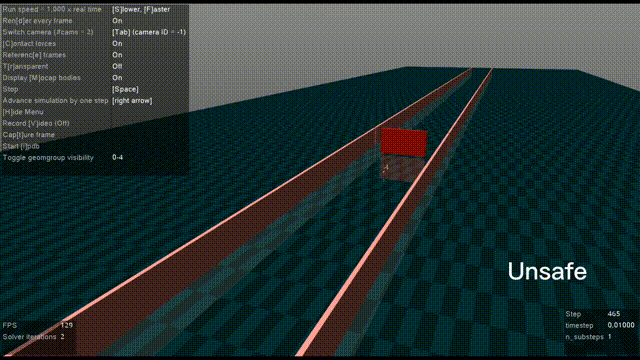 Run speed = 1.000 x real time [S]lower, [F]aster
Ren[d]er every frame On
Switch camera (#cams = 2) [Tab] (camera ID = -1)
[C]ontact forces On
Referenc[e] frames On
T[r]ansparent Off
Display [M]ocap bodies On
Stop [Space]
Advance simulation by one step [right arrow]
[H]ide Menu
Record [V]ideo (Off)
Cap[t]ure frame
Start [i]pdb
Toggle geomgroup visibility 0-4
Unsafe
FPS 129
Solver iterations 2
Step 465
timestep 0.01000
n_substeps 1